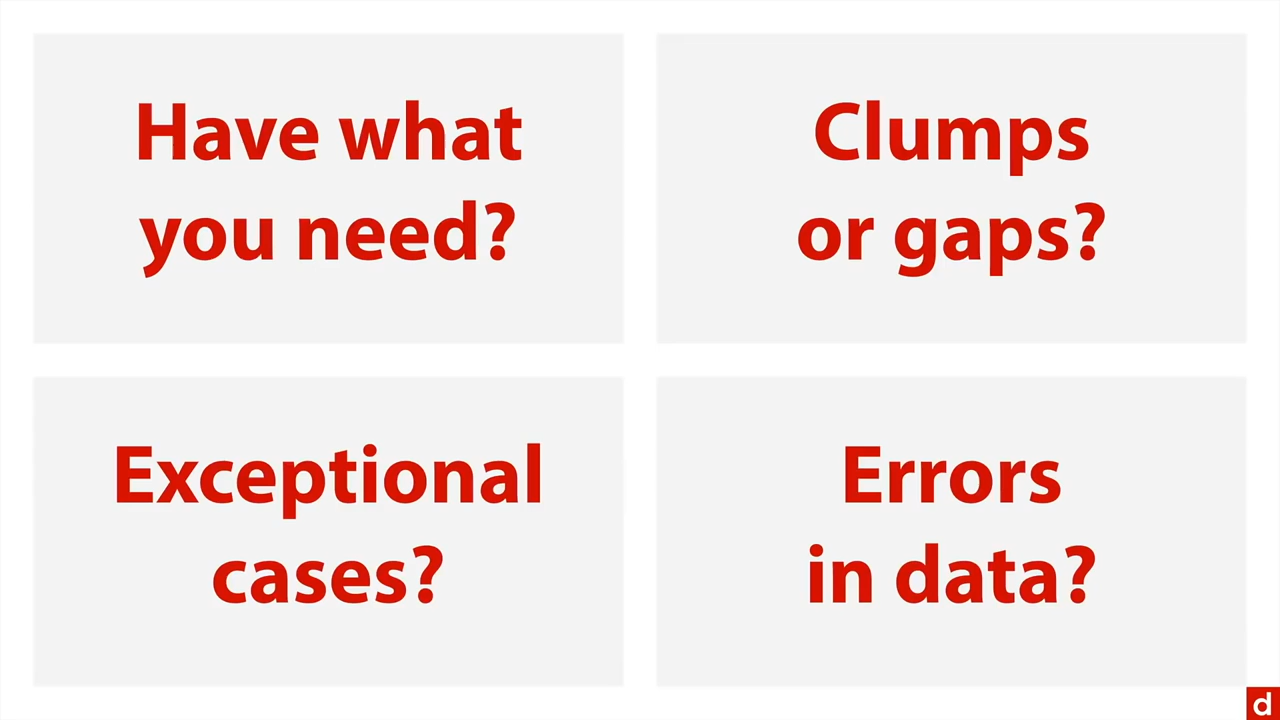 Have what
you need?
Clumps
or gaps?
Exceptional
cases?
Errors
in data?
d